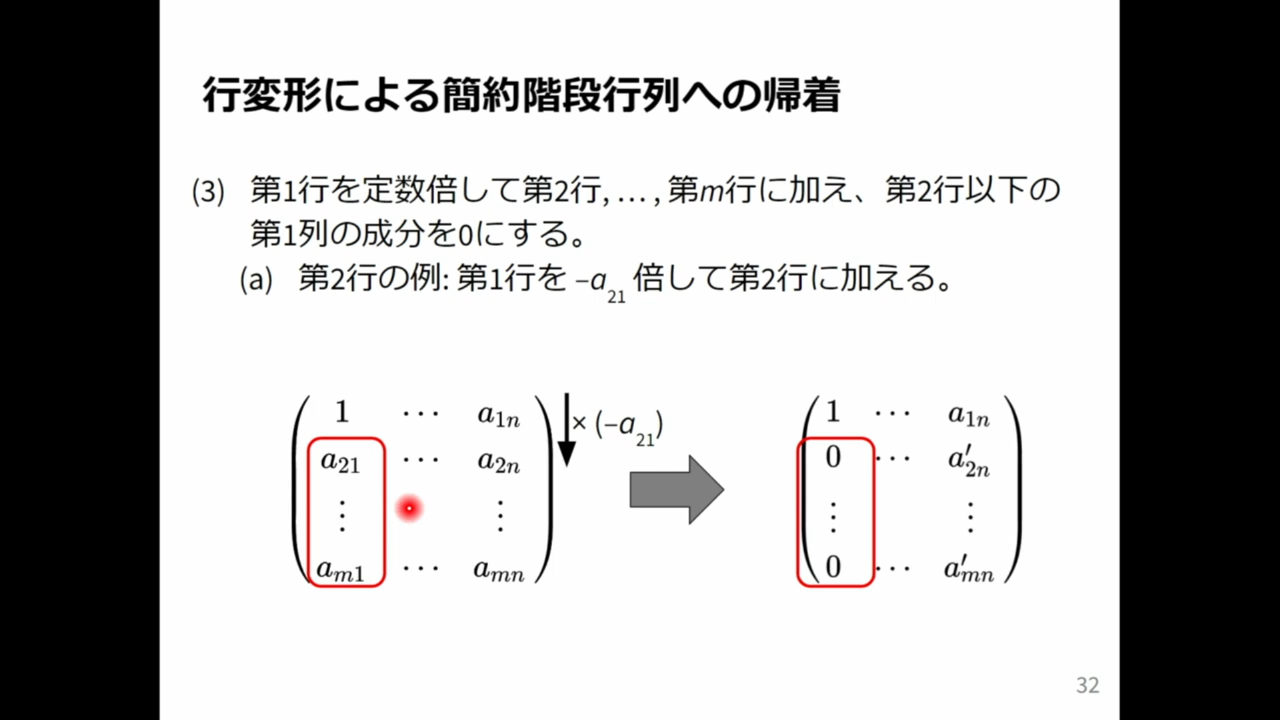 行変形による簡約階段行列への帰着
(3) 第1行を定数倍して第2行, … , 第m行に加え、第2行以下の
第1列の成分を0にする。
(a) 第2行の例: 第1行を –a21 倍して第2行に加える。
1 ⋯ a1n
a21 ⋯ a2n
⋮ ⋮
am1 ⋯ amn
× (–a21)
1 ⋯ a1n
0 ⋯ a′2n
⋮ ⋮
0 ⋯ a′mn
32